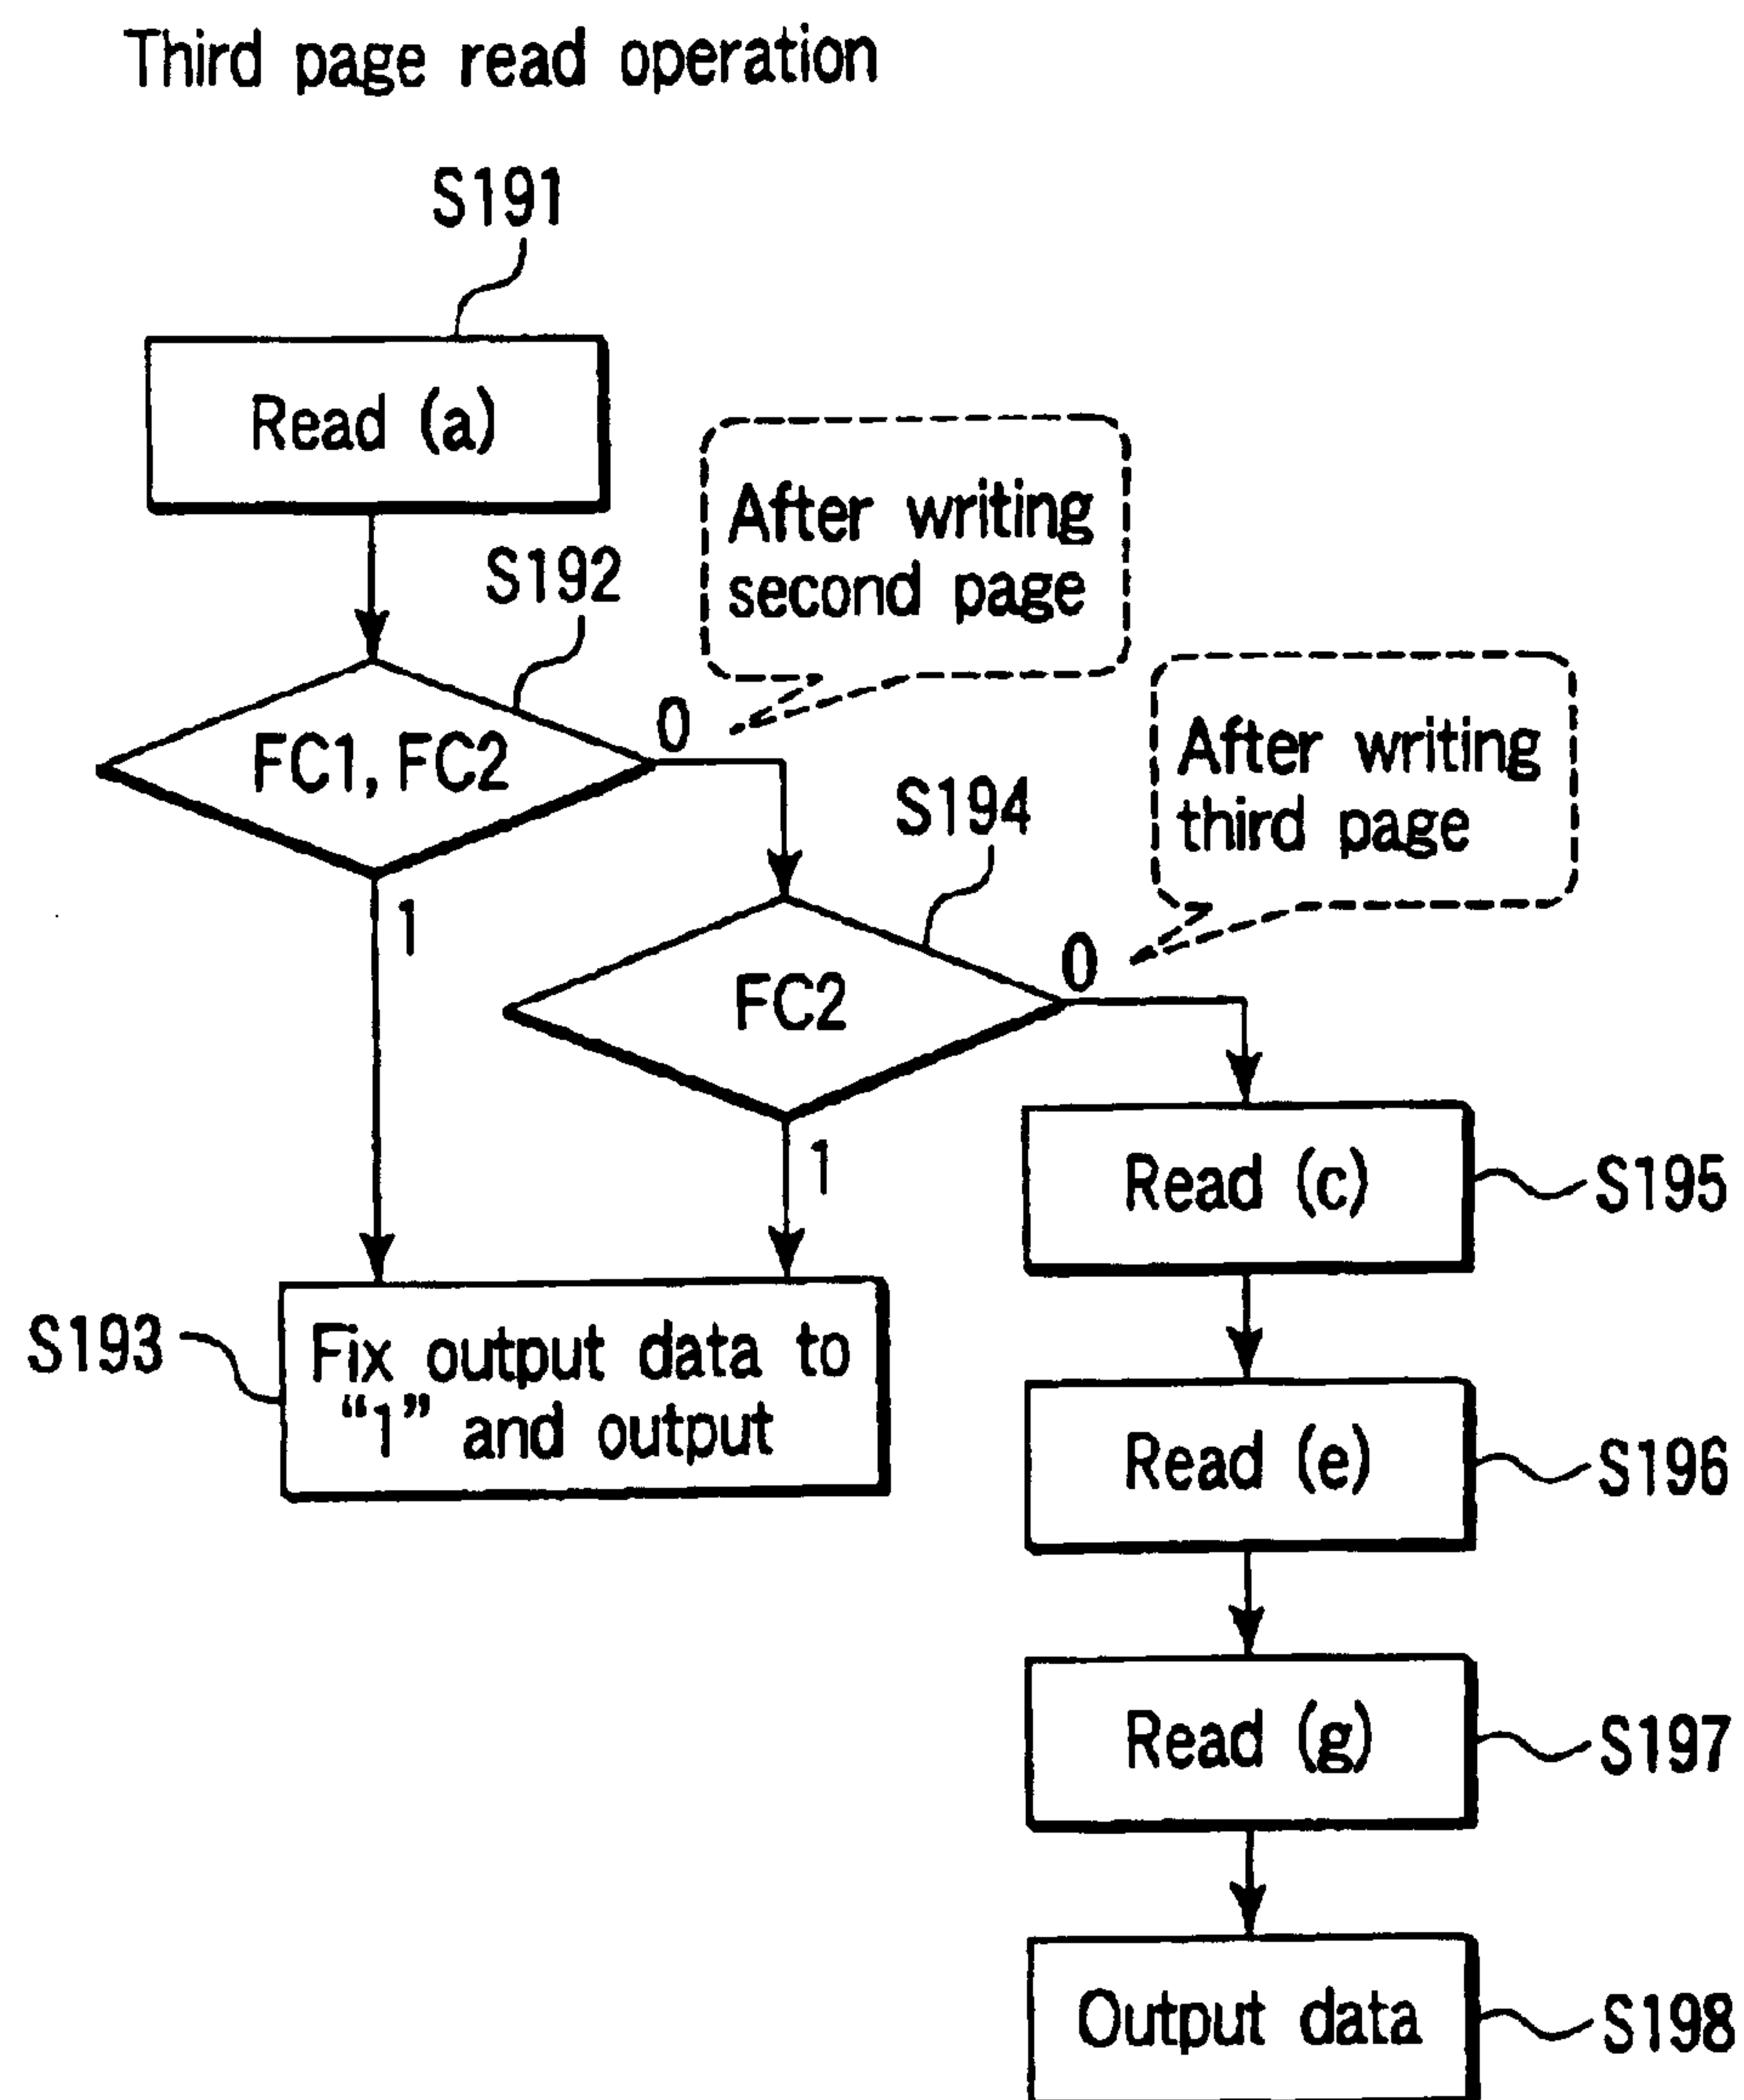 Third page read operation
S191
Read (a)
S192
After writing
second page
0
FC1, FC2
1
S194
After writing
third page
0
FC2
1
Read (c)
S195
S193
Fix output data to
“1” and output
Read (e)
S196
Read (g)
S197
Output data
S198